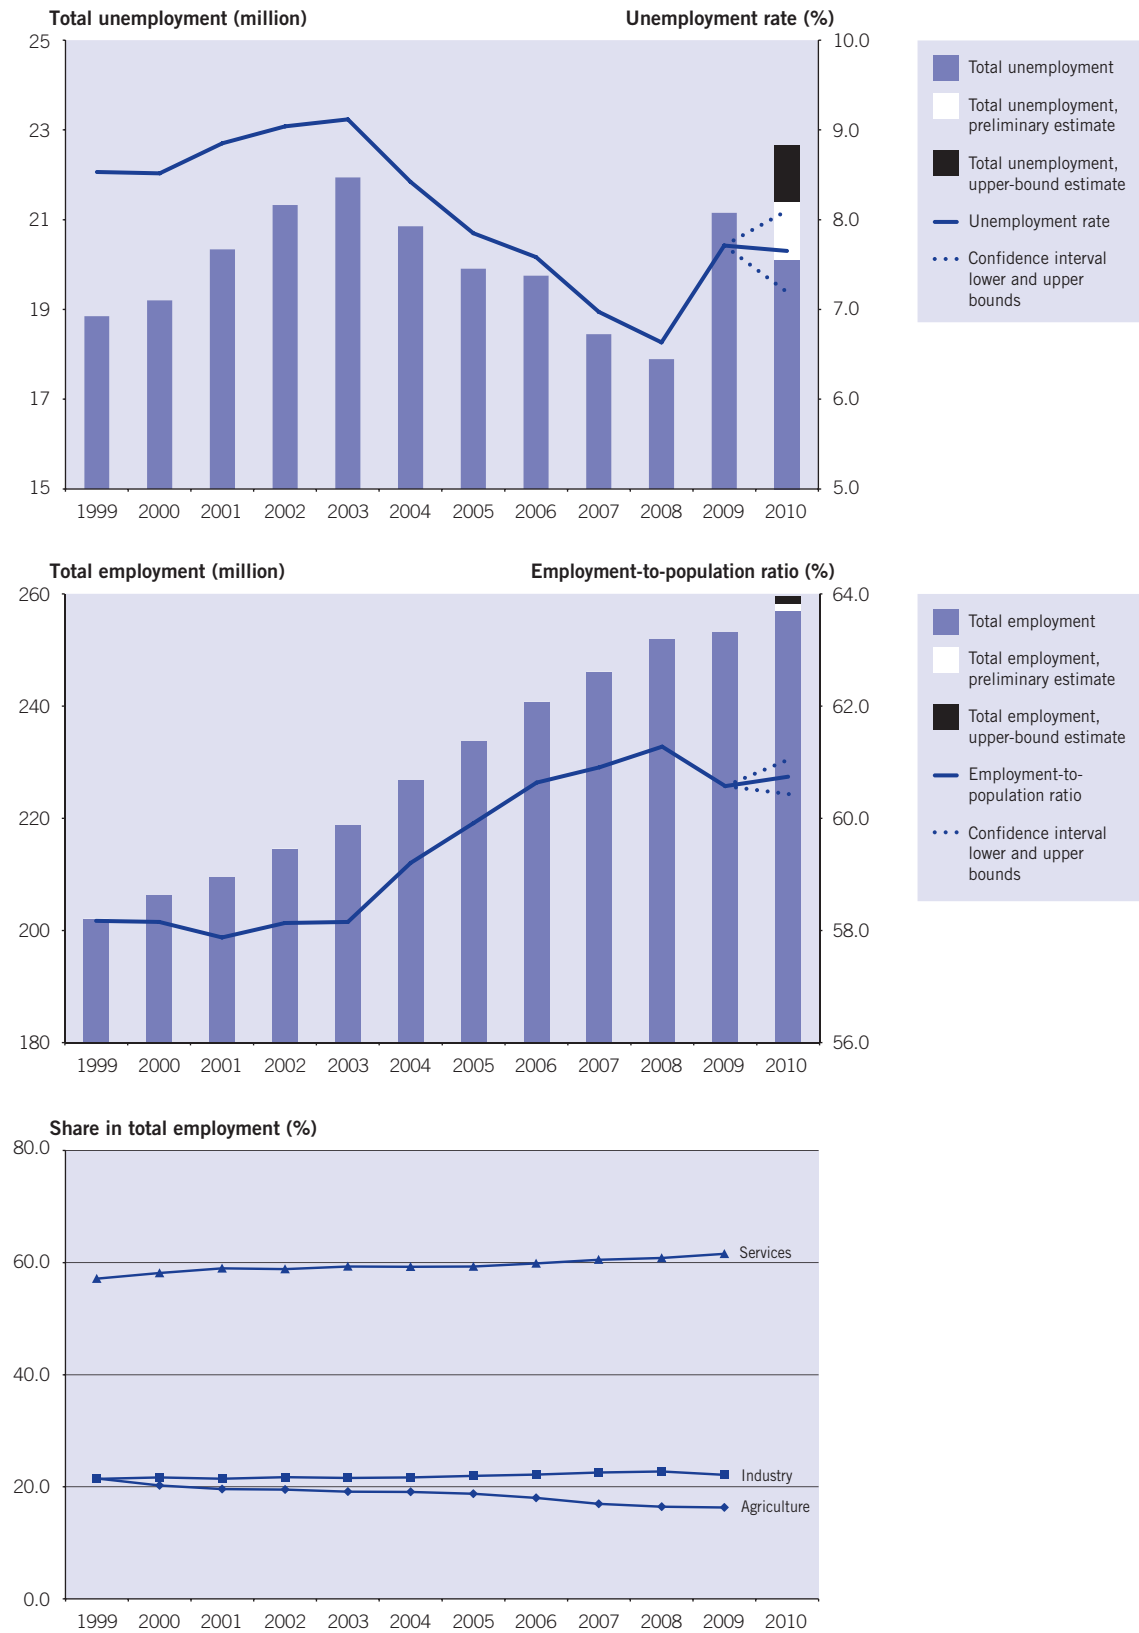 Total unemployment (million)
Unemployment rate (%)
25
23
21
19
17
15
10.0
9.0
8.0
7.0
6.0
5.0
1999 2000 2001 2002 2003 2004 2005 2006 2007 2008 2009 2010
Total unemployment
Total unemployment,
preliminary estimate
Total unemployment,
upper-bound estimate
Unemployment rate
Confidence interval
lower and upper
bounds
Total employment (million)
Employment-to-population ratio (%)
260
240
220
200
180
64.0
62.0
60.0
58.0
56.0
1999 2000 2001 2002 2003 2004 2005 2006 2007 2008 2009 2010
Total employment
Total employment,
preliminary estimate
Total employment,
upper-bound estimate
Employment-to-
population ratio
Confidence interval
lower and upper
bounds
Share in total employment (%)
80.0
60.0
40.0
20.0
0.0
Services
Industry
Agriculture
1999 2000 2001 2002 2003 2004 2005 2006 2007 2008 2009 2010